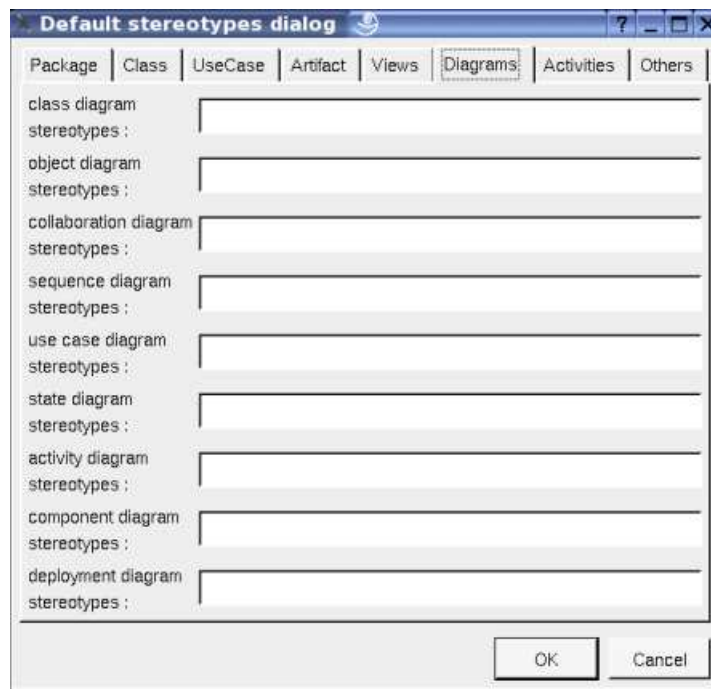 Default stereotypes dialog
Package Class UseCase Artifact Views Diagrams Activities Others
class diagram
stereotypes :
object diagram
stereotypes :
collaboration diagram
stereotypes :
sequence diagram
stereotypes :
use case diagram
stereotypes :
state diagram
stereotypes :
activity diagram
stereotypes :
component diagram
stereotypes :
deployment diagram
stereotypes :
OK Cancel